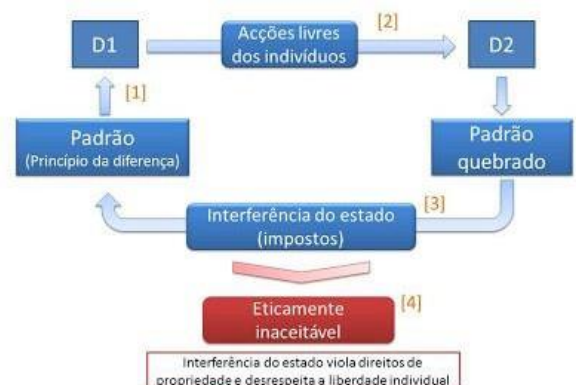 D1
Acções livres
dos indivíduos
[2]
D2
[1]
Padrão
(Princípio da diferença)
Padrão
quebrado
Interferência do estado
(impostos)
[3]
Eticamente
inaceitável
[4]
Interferência do estado viola direitos de
propriedade e desrespeita a liberdade individual